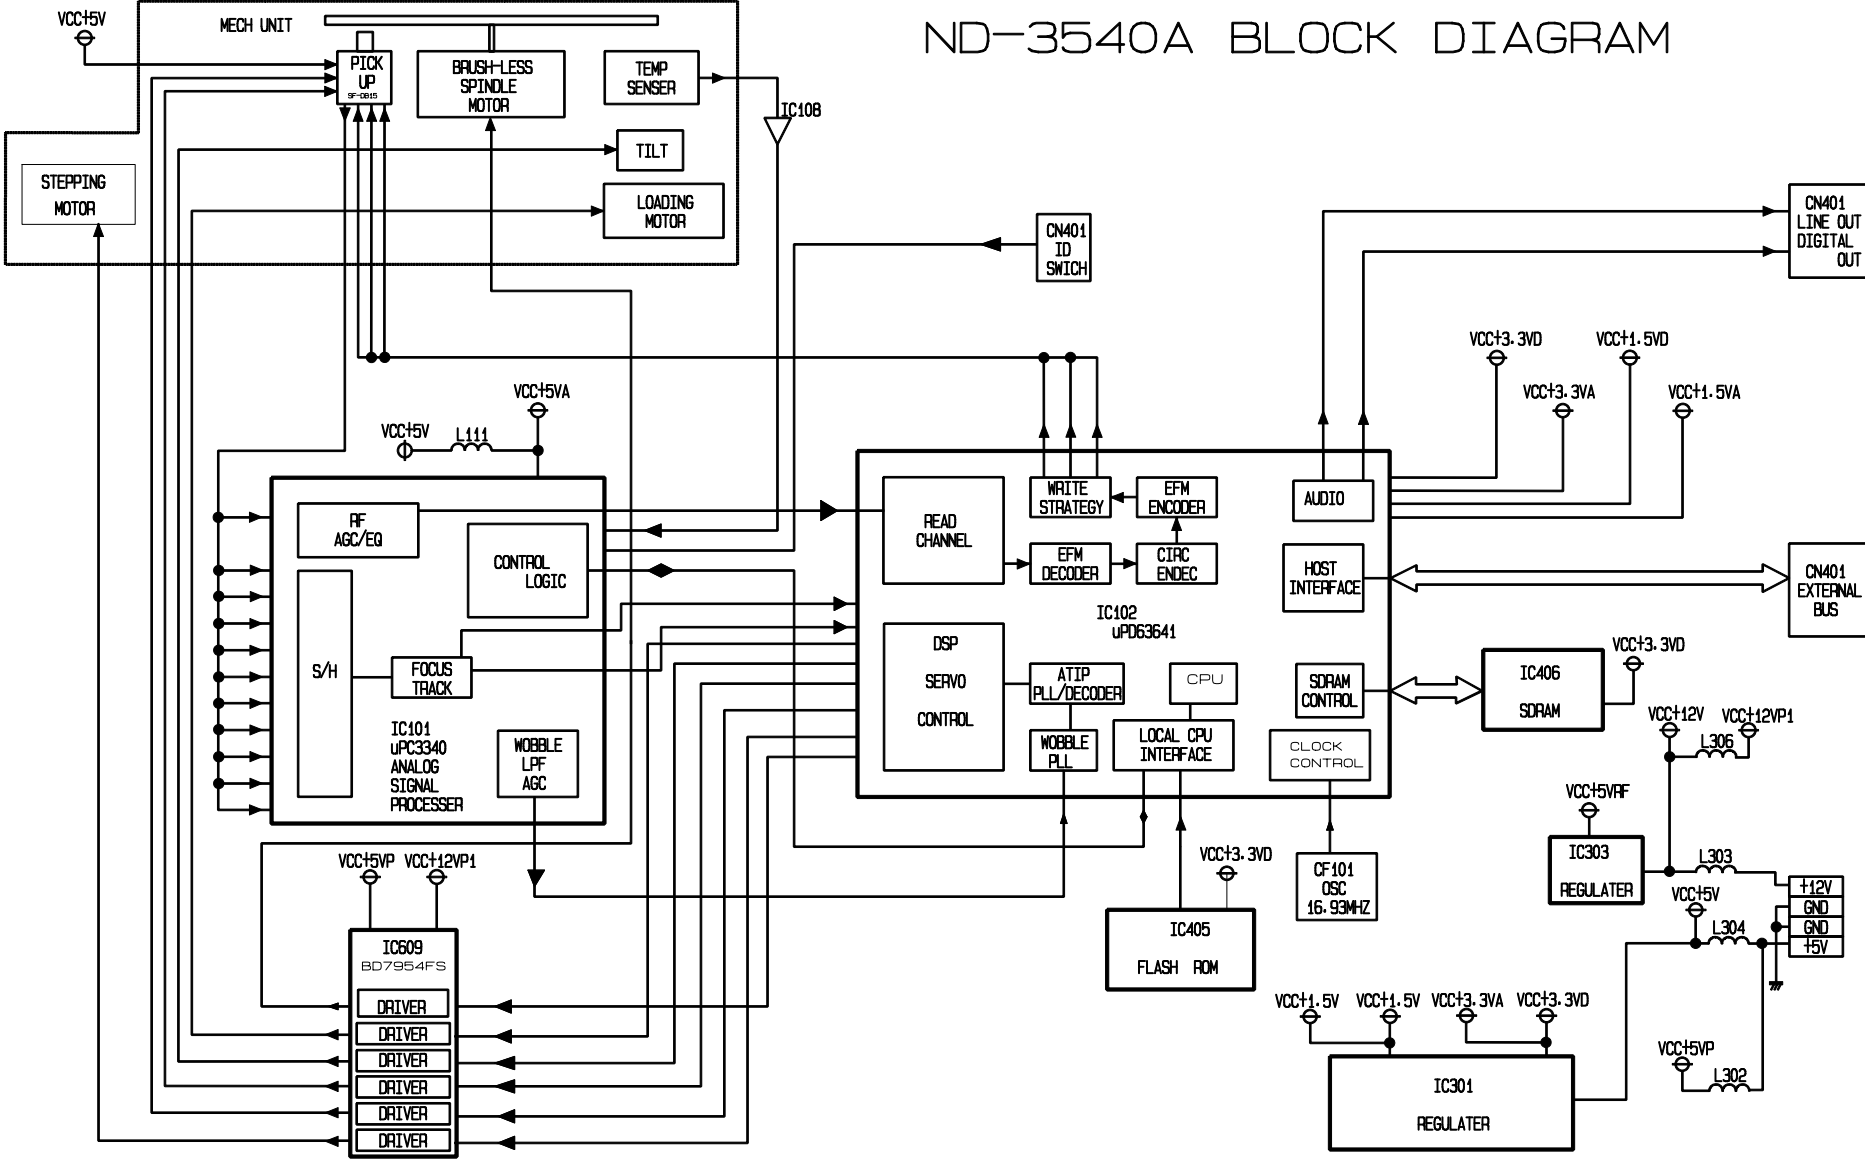 ND-3540A BLOCK DIAGRAM
VCC+5V
MECH UNIT
PICK
UP
SF-DB15
BRUSH-LESS
SPINDLE
MOTOR
TEMP
SENSER
IC108
TILT
STEPPING
MOTOR
LOADING
MOTOR
CN401
ID
SWICH
CN401
LINE OUT
DIGITAL
OUT
VCC+3.3VD
VCC+1.5VD
VCC+3.3VA
VCC+1.5VA
VCC+5VA
VCC+5V
L111
RF
AGC/EQ
CONTROL
LOGIC
S/H
FOCUS
TRACK
IC101
uPC3340
ANALOG
SIGNAL
PROCESSER
WOBBLE
LPF
AGC
READ
CHANNEL
WRITE
STRATEGY
EFM
ENCODER
EFM
DECODER
CIRC
ENDEC
AUDIO
HOST
INTERFACE
IC102
uPD63641
DSP
SERVO
CONTROL
ATIP
PLL/DECODER
CPU
WOBBLE
PLL
LOCAL CPU
INTERFACE
SDRAM
CONTROL
CLOCK
CONTROL
CN401
EXTERNAL
BUS
IC406
SDRAM
VCC+3.3VD
VCC+12V
VCC+12VP1
L306
VCC+5VRF
IC303
REGULATER
L303
VCC+5V
L304
+12V
GND
GND
+5V
VCC+5VP
VCC+12VP1
VCC+3.3VD
CF101
OSC
16.93MHZ
IC405
FLASH ROM
IC609
BD7954FS
DRIVER
DRIVER
DRIVER
DRIVER
DRIVER
DRIVER
VCC+1.5V
VCC+1.5V
VCC+3.3VA
VCC+3.3VD
IC301
REGULATER
VCC+5VP
L302